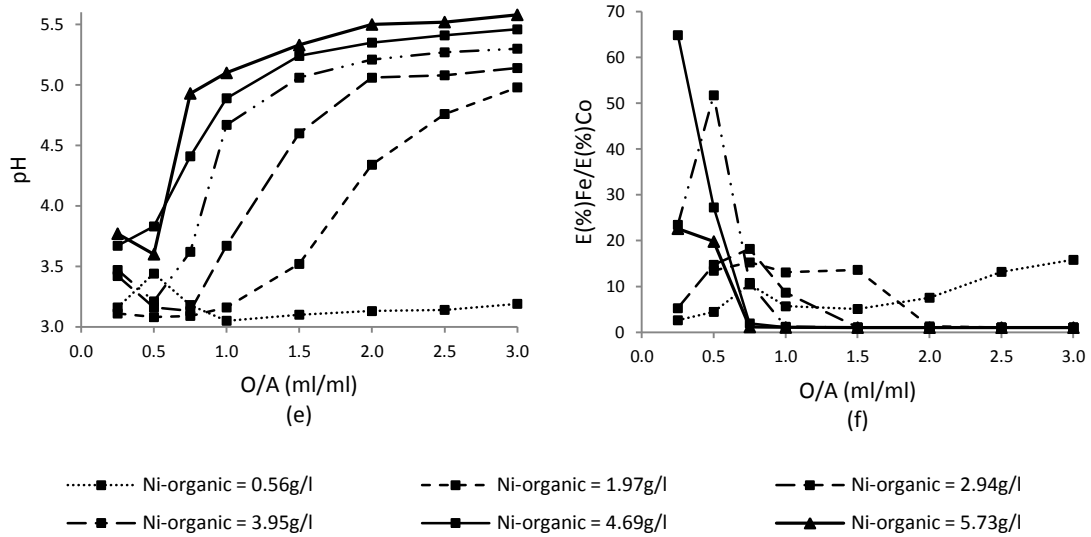 5.5
5.0
4.5
4.0
3.5
3.0
pH
0.0 0.5 1.0 1.5 2.0 2.5 3.0
O/A (ml/ml)
(e)
70
60
50
40
30
20
10
0
E(%)Fe/E(%)Co
0.0 0.5 1.0 1.5 2.0 2.5 3.0
O/A (ml/ml)
(f)
Ni-organic = 0.56g/l Ni-organic = 1.97g/l Ni-organic = 2.94g/l
Ni-organic = 3.95g/l Ni-organic = 4.69g/l Ni-organic = 5.73g/l